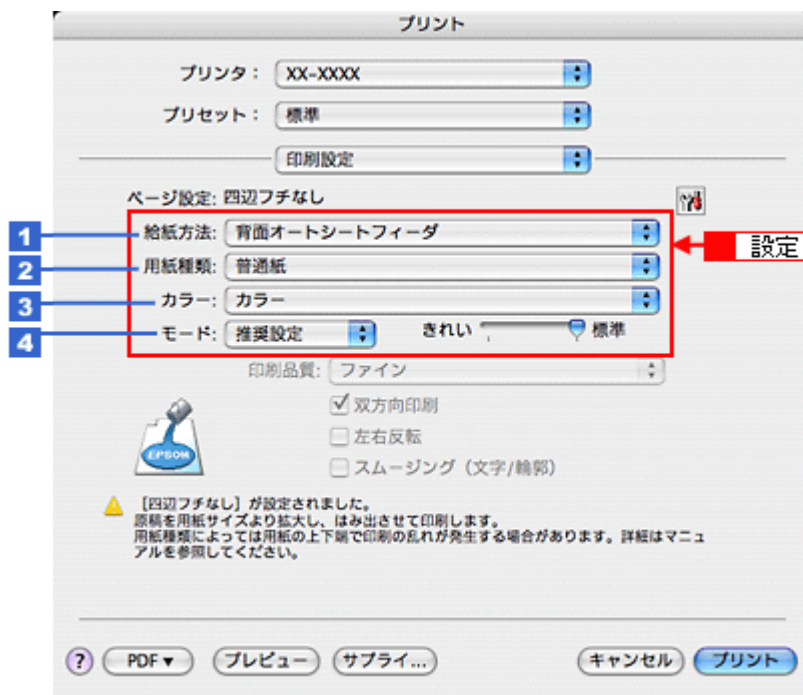 プリント
プリンタ： XX-XXXX
プリセット： 標準
印刷設定
ページ設定: 四辺フチなし
1 給紙方法: 背面オートシートフィーダ
設定
2 用紙種類: 普通紙
3 カラー: カラー
4 モード: 推奨設定 きれい 標準
印刷品質: ファイン
双方向印刷
左右反転
EPSON
スムージング（文字/輪郭）
［四辺フチなし］が設定されました。
原稿を用紙サイズより拡大し、はみ出させて印刷します。
用紙種類によっては用紙の上下端で印刷の乱れが発生する場合があります。詳細はマニュ
アルを参照してください。
? PDF▼ プレビュー サプライ... キャンセル プリント